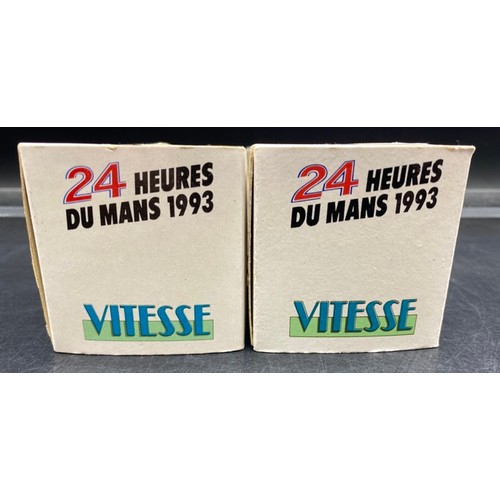 24 HEURES
DU MANS 1993
VITESSE
24 HEURES
DU MANS 1993
VITESSE